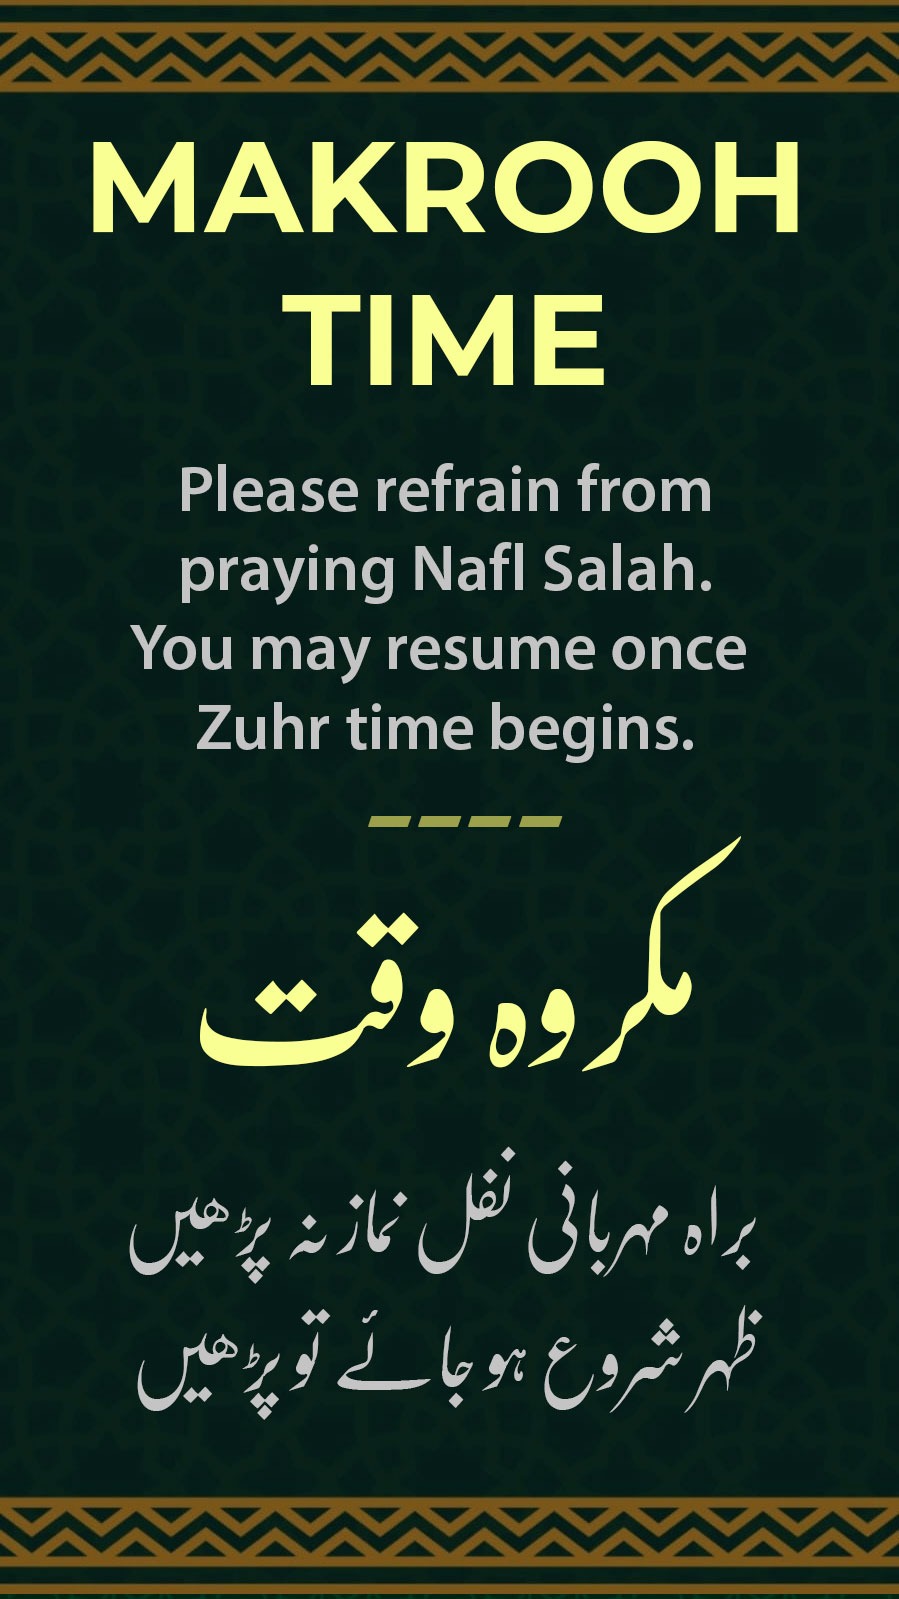 MAKROOH
TIME
Please refrain from
praying Nafl Salah.
You may resume once
Zuhr time begins.
مکروہ وقت
براہ مہربانی نفل نماز نہ پڑھیں
ظہر شروع ہو جائے تو پڑھیں